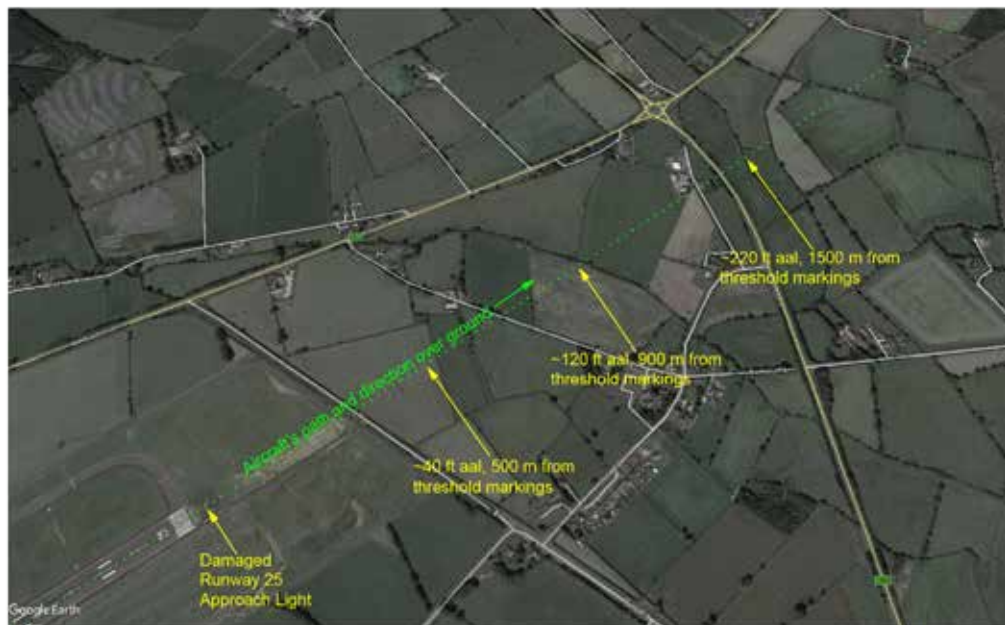 ~220 ft aal, 1500 m from
threshold markings
Aircraft's path and direction over ground
~120 ft aal, 900 m from
threshold markings
~40 ft aal, 500 m from
threshold markings
Damaged
Runway 25
Approach Light
Google Earth